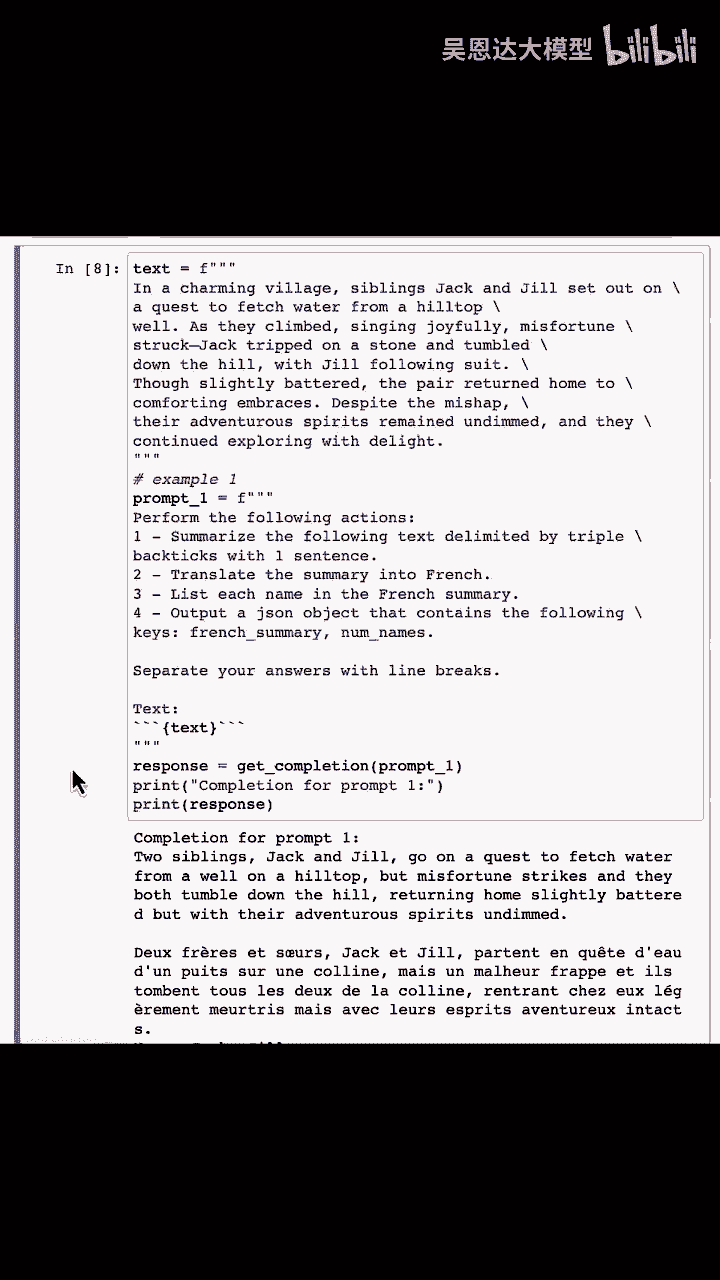 吴恩达大模型 bilibili
In [8]: text = f"""
In a charming village, siblings Jack and Jill set out on \
a quest to fetch water from a hilltop \
well. As they climbed, singing joyfully, misfortune \
struck—Jack tripped on a stone and tumbled \
down the hill, with Jill following suit. \
Though slightly battered, the pair returned home to \
comforting embraces. Despite the mishap, \
their adventurous spirits remained undimmed, and they \
continued exploring with delight.
"""
# example 1
prompt_1 = f"""
Perform the following actions:
1 - Summarize the following text delimited by triple \
backticks with 1 sentence.
2 - Translate the summary into French.
3 - List each name in the French summary.
4 - Output a json object that contains the following \
keys: french_summary, num_names.

Separate your answers with line breaks.

Text:
```{text}```
"""
response = get_completion(prompt_1)
print("Completion for prompt 1:")
print(response)
Completion for prompt 1:
Two siblings, Jack and Jill, go on a quest to fetch water
from a well on a hilltop, but misfortune strikes and they
both tumble down the hill, returning home slightly battere
d but with their adventurous spirits undimmed.

Deux frères et sœurs, Jack et Jill, partent en quête d'eau
d'un puits sur une colline, mais un malheur frappe et ils
tombent tous les deux de la colline, rentrant chez eux lég
èrement meurtris mais avec leurs esprits aventureux intact
s.